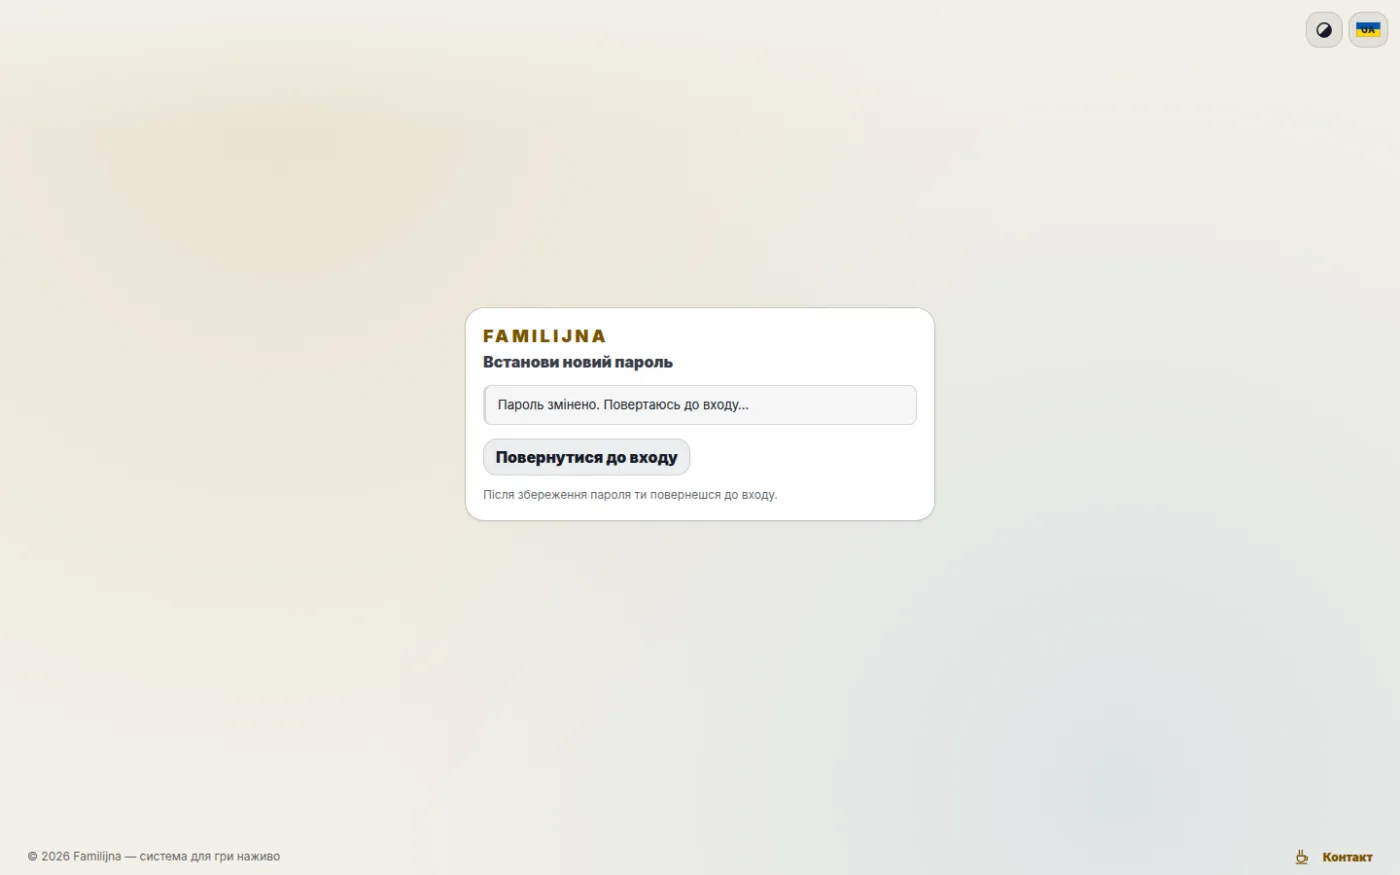 UA
FAMILIJNA
Встанови новий пароль
Пароль змінено. Повертаюсь до входу...
Повернутися до входу
Після збереження пароля ти повернешся до входу.
© 2026 Familijna — система для гри наживо
Контакт